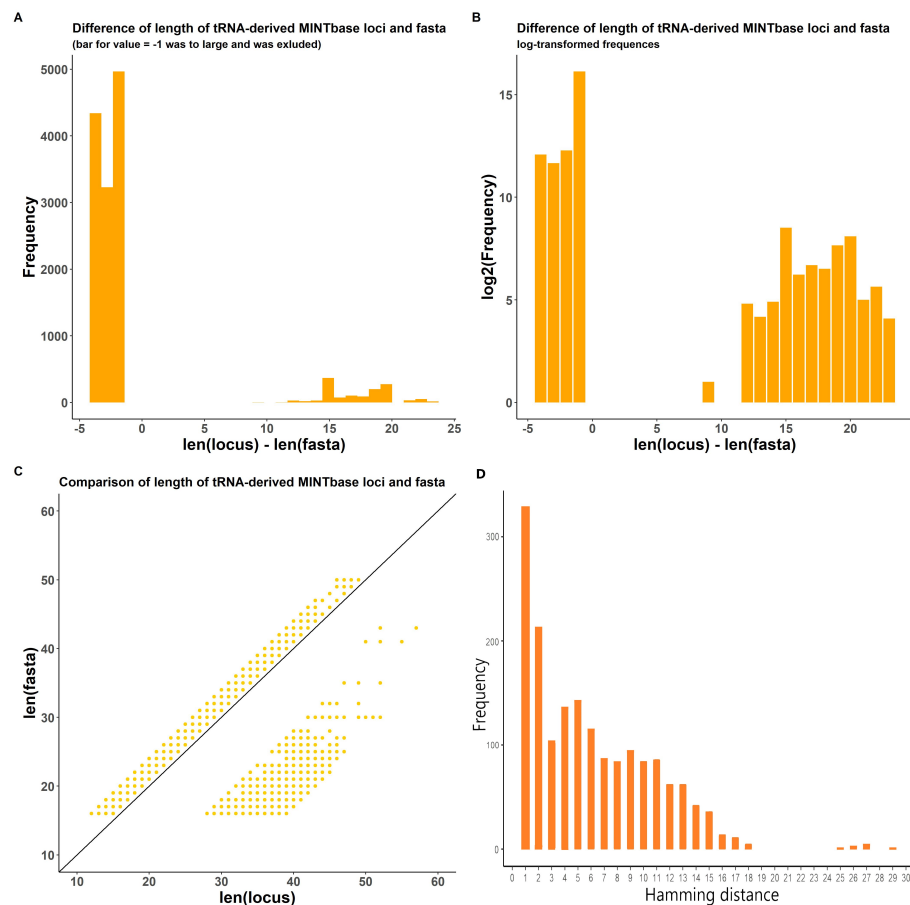 A
Difference of length of tRNA-derived MINTbase loci and fasta
(bar for value = -1 was to large and was exluded)
5000
4000
3000
2000
1000
0
Frequency
-5 0 5 10 15 20 25
len(locus) - len(fasta)
B
Difference of length of tRNA-derived MINTbase loci and fasta
log-transformed frequences
15
10
5
0
log2(Frequency)
-5 0 5 10 15 20
len(locus) - len(fasta)
C
Comparison of length of tRNA-derived MINTbase loci and fasta
60
50
40
30
20
10
len(fasta)
10 20 30 40 50 60
len(locus)
D
300
200
100
0
Frequency
0 1 2 3 4 5 6 7 8 9 10 11 12 13 14 15 16 17 18 19 20 21 22 23 24 25 26 27 28 29 30
Hamming distance